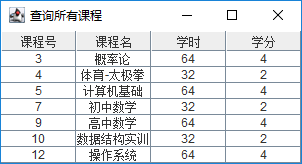 查询所有课程
课程号 课程名 学时 学分
3 概率论 64 4
4 体育-太极拳 32 2
5 计算机基础 64 4
7 初中数学 32 2
9 高中数学 64 4
10 数据结构实训 32 2
12 操作系统 64 4